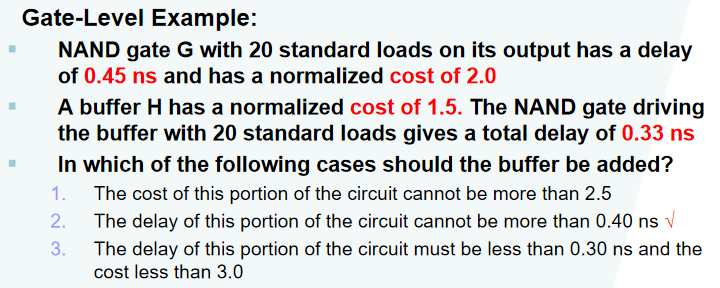 Gate-Level Example:
NAND gate G with 20 standard loads on its output has a delay
of 0.45 ns and has a normalized cost of 2.0
A buffer H has a normalized cost of 1.5. The NAND gate driving
the buffer with 20 standard loads gives a total delay of 0.33 ns
In which of the following cases should the buffer be added?
1. The cost of this portion of the circuit cannot be more than 2.5
2. The delay of this portion of the circuit cannot be more than 0.40 ns √
3. The delay of this portion of the circuit must be less than 0.30 ns and the
cost less than 3.0